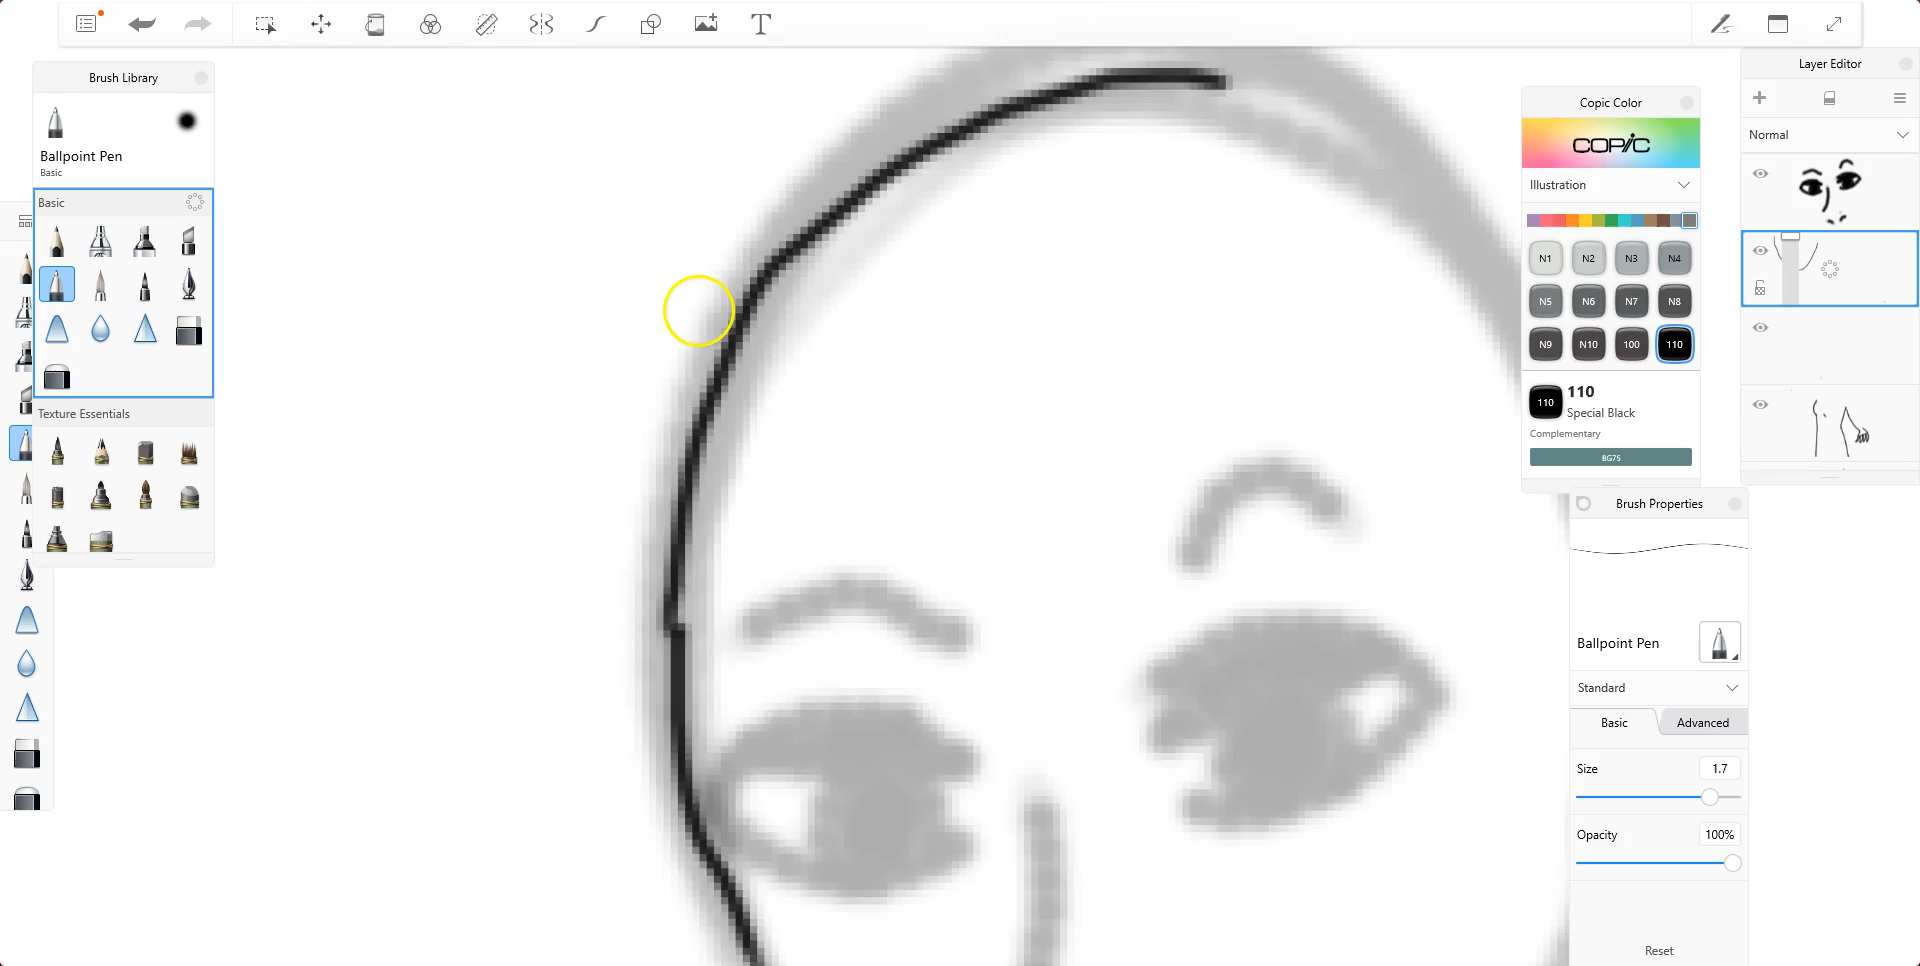 T
Brush Library
Ballpoint Pen
Basic
Basic
Texture Essentials
Copic Color
COPIC
Illustration
N1 N2 N3 N4
N5 N6 N7 N8
N9 N10 100 110
110 110
Special Black
Complementary
BG75
Layer Editor
Normal
Brush Properties
Ballpoint Pen
Standard
Basic Advanced
Size 1.7
Opacity 100%
Reset